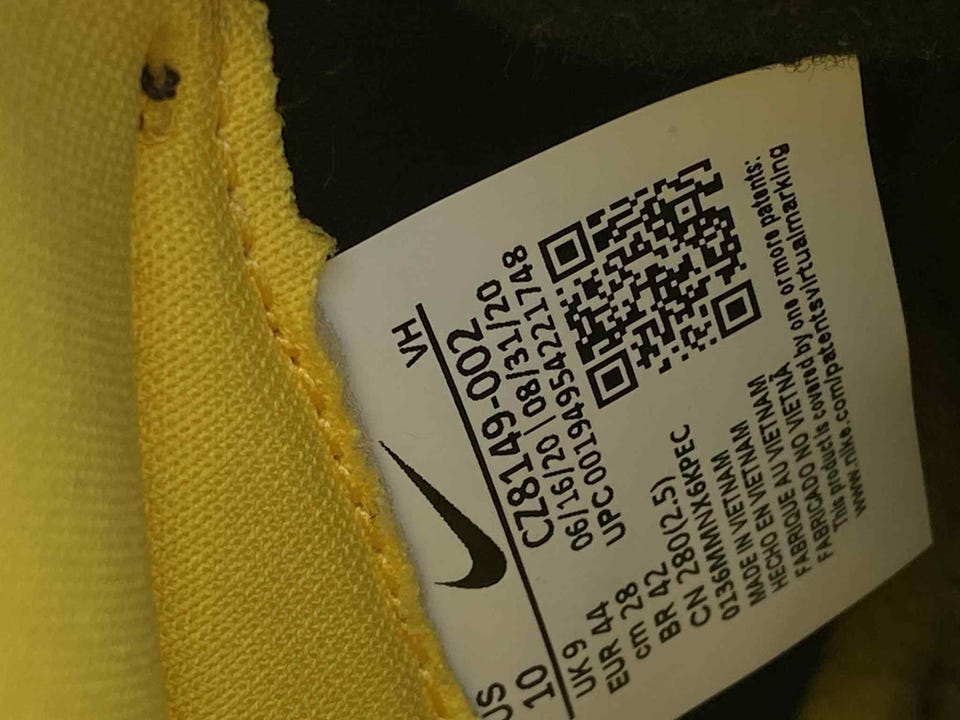 VH
US
10
CZ8149-002
UK 9
06/16/20 | 08/31/20
EUR 44
UPC 00194954221748
cm 28
BR 42
CN 280(2.5)
MADE IN VIETNAM
HECHO EN VIETNAM
FABRIQUE AU VIETNAM
FABRICADO NO VIETNA
This product is covered by one or more patents:
www.nike.com/patentsvirtualmarking